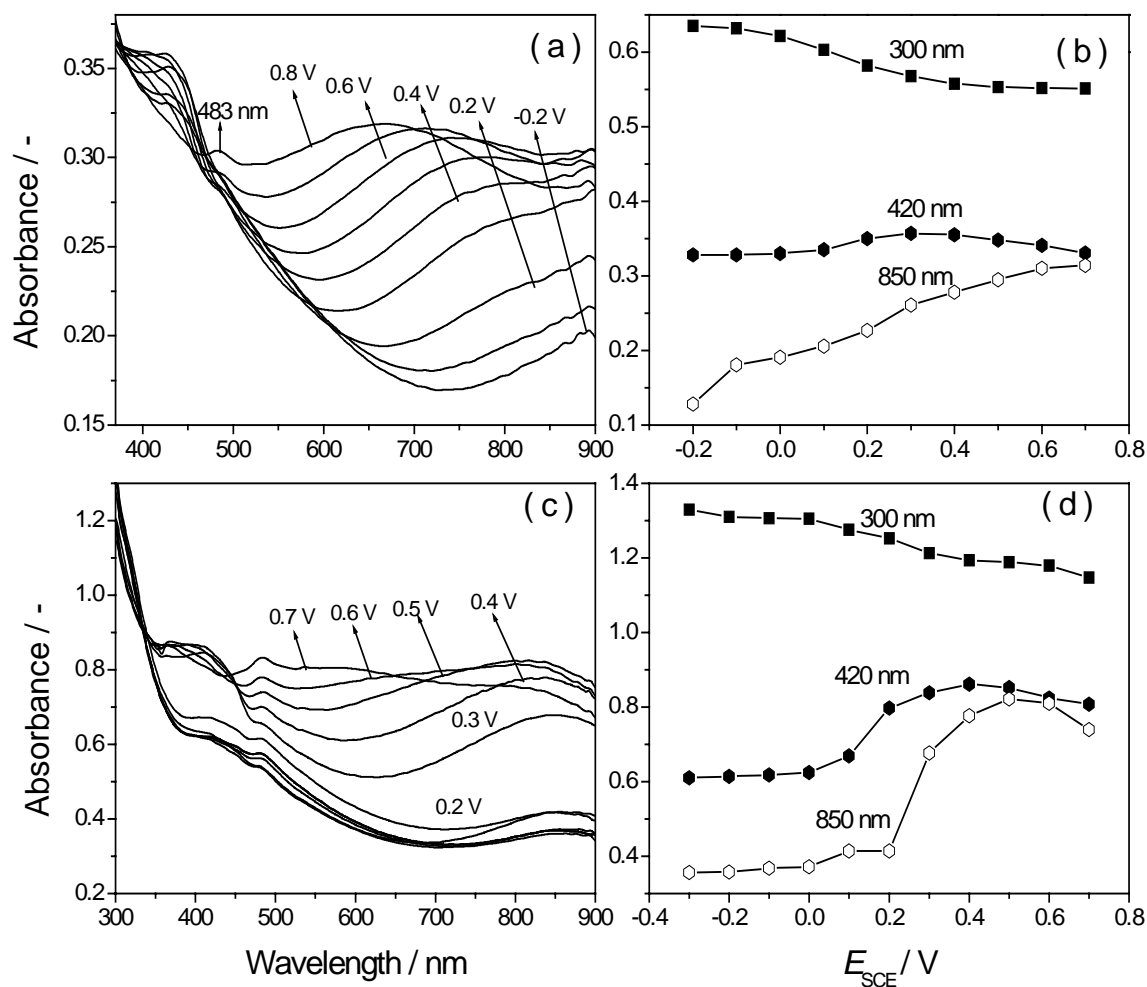 (a)
Absorbance / -
0.35
0.30
0.25
0.20
0.15
483 nm
0.8 V
0.6 V
0.4 V
0.2 V
-0.2 V
400 500 600 700 800 900
(b)
0.6
0.5
0.4
0.3
0.2
0.1
300 nm
420 nm
850 nm
-0.2 0.0 0.2 0.4 0.6 0.8
(c)
Absorbance / -
1.2
1.0
0.8
0.6
0.4
0.2
0.7 V
0.6 V
0.5 V
0.4 V
0.3 V
0.2 V
300 400 500 600 700 800 900
Wavelength / nm
(d)
1.4
1.2
1.0
0.8
0.6
0.4
300 nm
420 nm
850 nm
-0.4 -0.2 0.0 0.2 0.4 0.6 0.8
E SCE / V